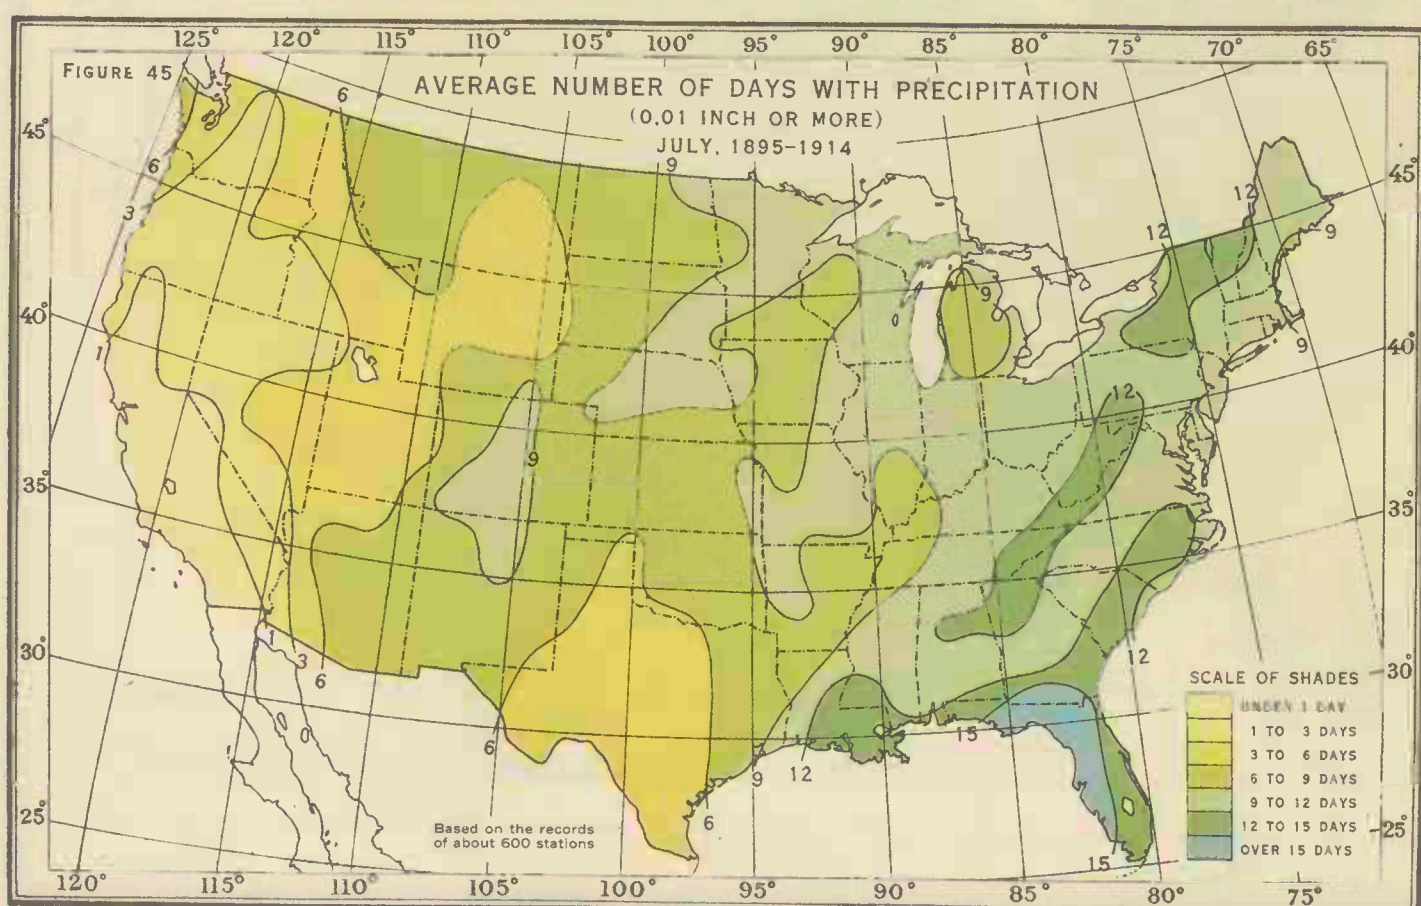 125° 120° 115° 110° 105° 100° 95° 90° 85° 80° 75° 70° 65°
FIGURE 45
AVERAGE NUMBER OF DAYS WITH PRECIPITATION
(0.01 INCH OR MORE)
JULY, 1895-1914
45°
40°
35°
30°
25°
45°
40°
35°
30°
25°
6
6
3
1
9
12
12
9
9
9
12
9
1
3
6
0
6
9
12
15
12
6
15
Based on the records
of about 600 stations
SCALE OF SHADES
UNDER 1 DAY
1 TO 3 DAYS
3 TO 6 DAYS
6 TO 9 DAYS
9 TO 12 DAYS
12 TO 15 DAYS
OVER 15 DAYS
120° 115° 110° 105° 100° 95° 90° 85° 80° 75°